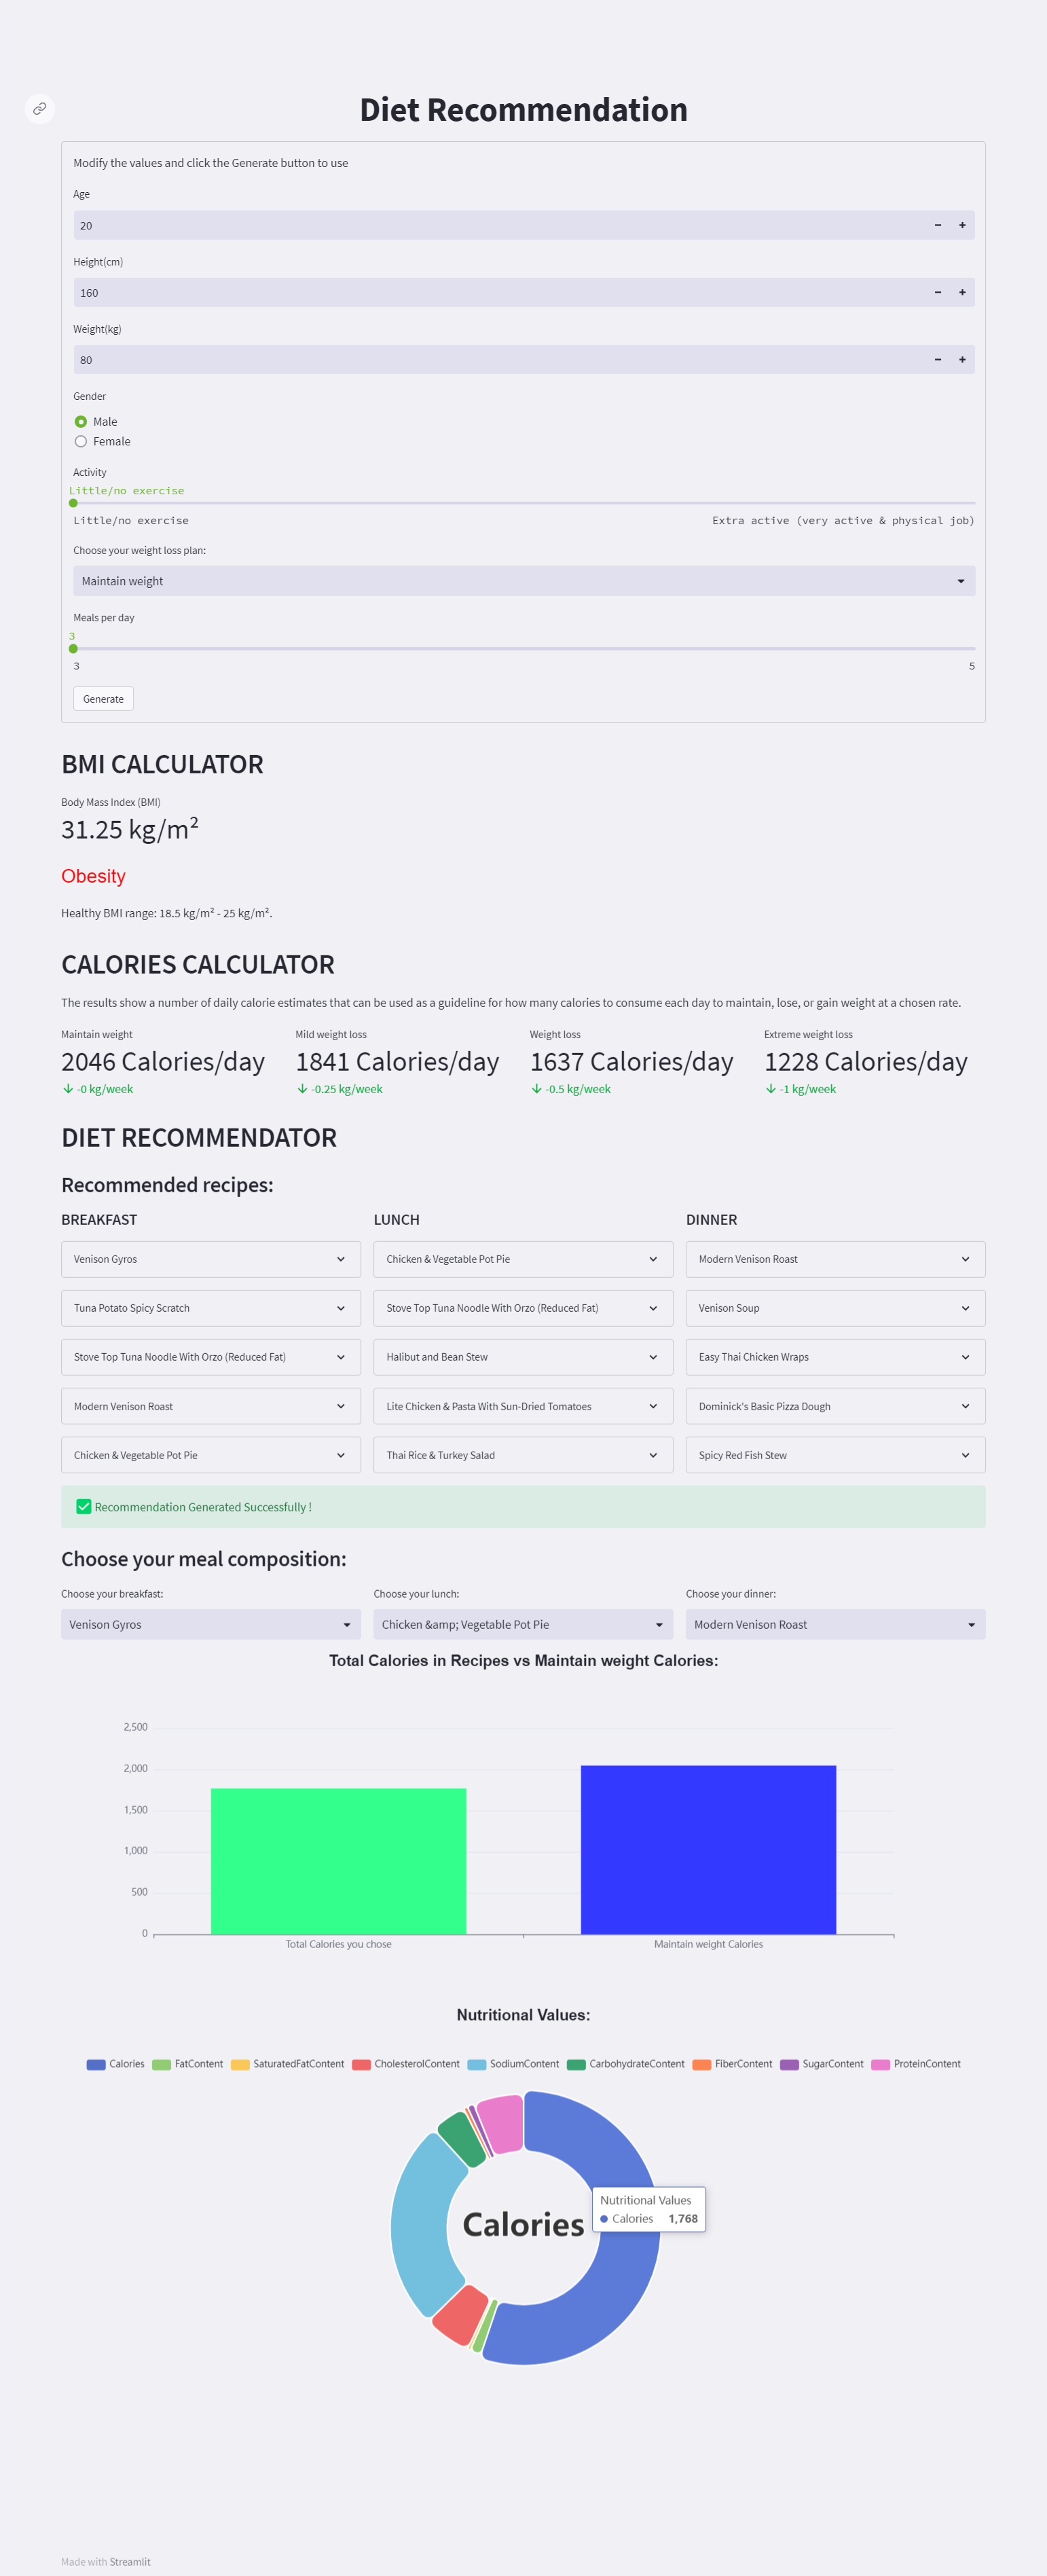 Diet Recommendation
Modify the values and click the Generate button to use
Age
20
Height(cm)
160
Weight(kg)
80
Gender
Male
Female
Activity
Little/no exercise
Little/no exercise Extra active (very active & physical job)
Choose your weight loss plan:
Maintain weight
Meals per day
3
3 5
Generate
BMI CALCULATOR
Body Mass Index (BMI)
31.25 kg/m²
Obesity
Healthy BMI range: 18.5 kg/m² - 25 kg/m².
CALORIES CALCULATOR
The results show a number of daily calorie estimates that can be used as a guideline for how many calories to consume each day to maintain, lose, or gain weight at a chosen rate.
Maintain weight Mild weight loss Weight loss Extreme weight loss
2046 Calories/day 1841 Calories/day 1637 Calories/day 1228 Calories/day
-0 kg/week -0.25 kg/week -0.5 kg/week -1 kg/week
DIET RECOMMENDATOR
Recommended recipes:
BREAKFAST LUNCH DINNER
Venison Gyros Chicken & Vegetable Pot Pie Modern Venison Roast
Tuna Potato Spicy Scratch Stove Top Tuna Noodle With Orzo (Reduced Fat) Venison Soup
Stove Top Tuna Noodle With Orzo (Reduced Fat) Halibut and Bean Stew Easy Thai Chicken Wraps
Modern Venison Roast Lite Chicken & Pasta With Sun-Dried Tomatoes Dominick's Basic Pizza Dough
Chicken & Vegetable Pot Pie Thai Rice & Turkey Salad Spicy Red Fish Stew
Recommendation Generated Successfully !
Choose your meal composition:
Choose your breakfast: Choose your lunch: Choose your dinner:
Venison Gyros Chicken &amp; Vegetable Pot Pie Modern Venison Roast
Total Calories in Recipes vs Maintain weight Calories:
2,500
2,000
1,500
1,000
500
0
Total Calories you chose Maintain weight Calories
Nutritional Values:
Calories FatContent SaturatedFatContent CholesterolContent SodiumContent CarbohydrateContent FiberContent SugarContent ProteinContent
Nutritional Values
Calories 1,768
Calories
Made with Streamlit